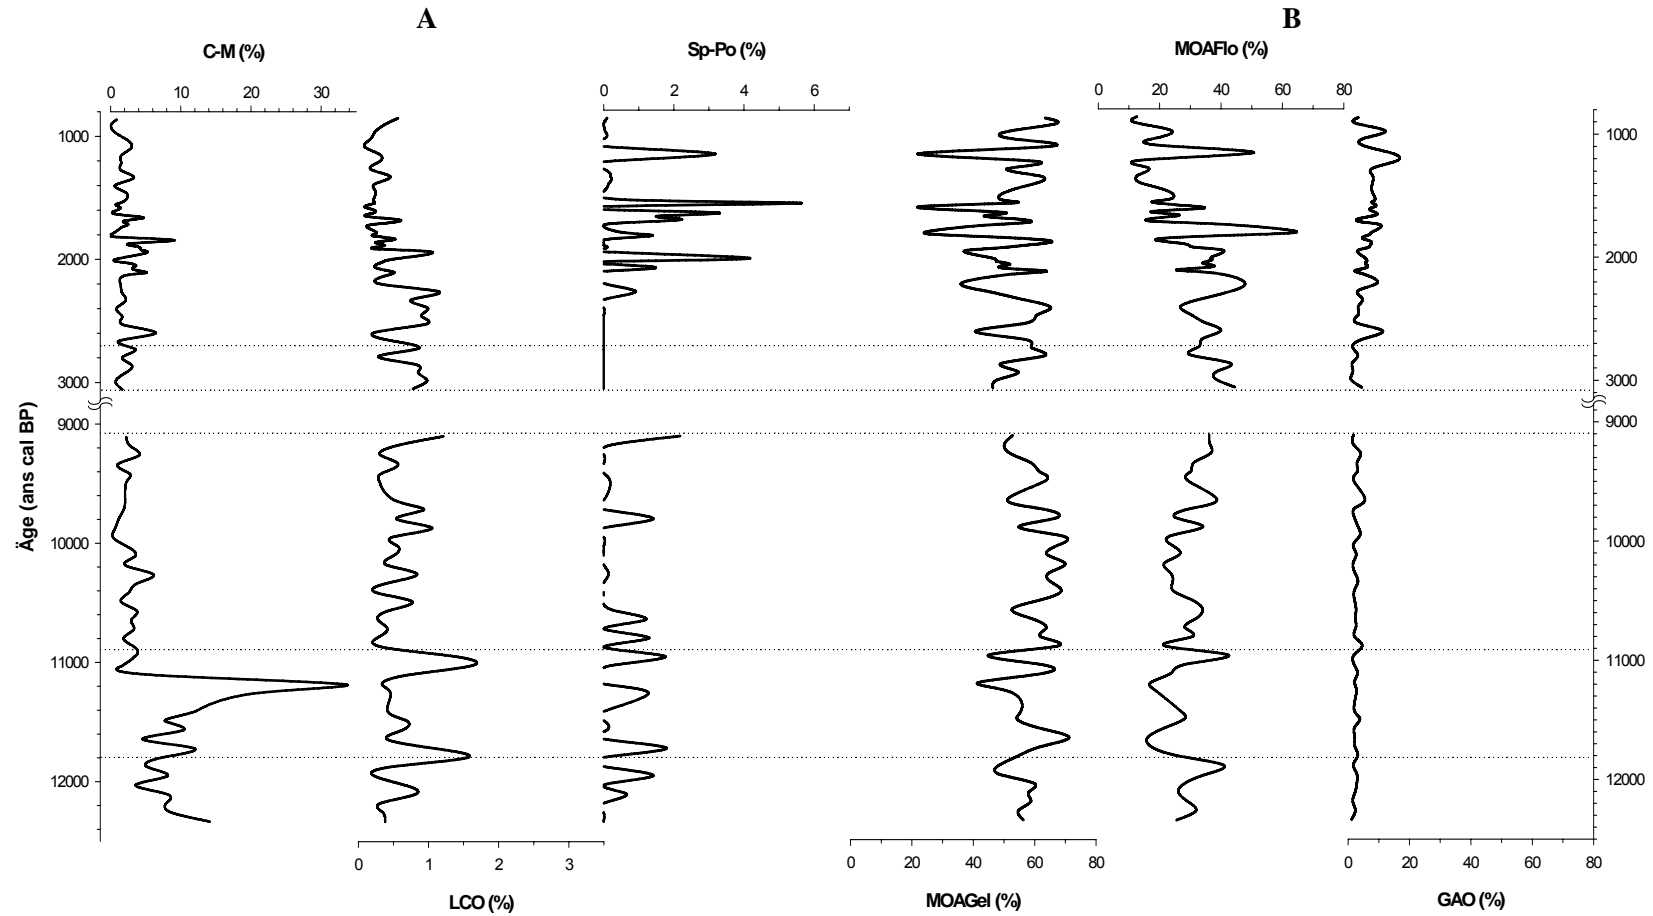 A B
C-M (%) Sp-Po (%) MOAFlo (%)
0 10 20 30 0 2 4 6 0 20 40 60 80
1000 1000
2000 2000
3000 3000
9000 9000
10000 10000
11000 11000
12000 12000
Äge (ans cal BP)
0 1 2 3 0 20 40 60 80 0 20 40 60 80
LCO (%) MOAGel (%) GAO (%)